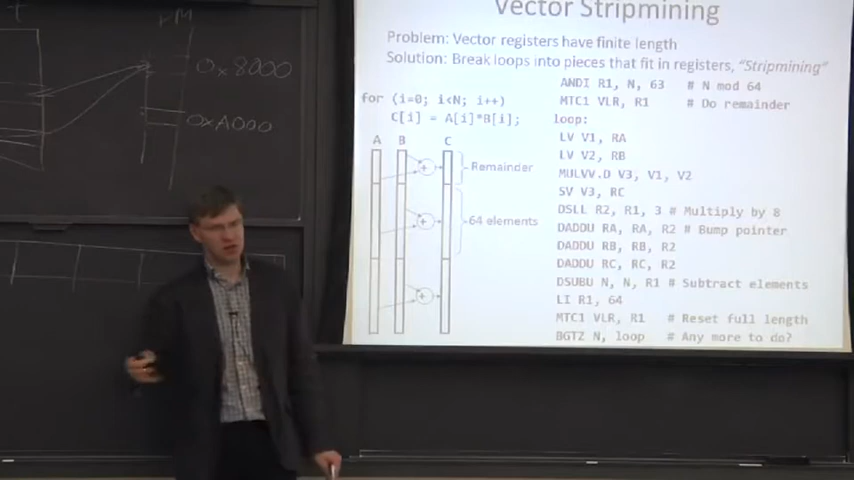 PM
0x8000
0xA000
Vector Stripmining
Problem: Vector registers have finite length
Solution: Break loops into pieces that fit in registers, "Stripmining"
for (i=0; i<N; i++)
C[i] = A[i]*B[i];
A B C
+
Remainder
+
64 elements
+
ANDI R1, N, 63 # N mod 64
MTC1 VLR, R1 # Do remainder
loop:
LV V1, RA
LV V2, RB
MULVV.D V3, V1, V2
SV V3, RC
DSLL R2, R1, 3 # Multiply by 8
DADDU RA, RA, R2 # Bump pointer
DADDU RB, RB, R2
DADDU RC, RC, R2
DSUBU N, N, R1 # Subtract elements
LI R1, 64
MTC1 VLR, R1 # Reset full length
BGTZ N, loop # Any more to do?